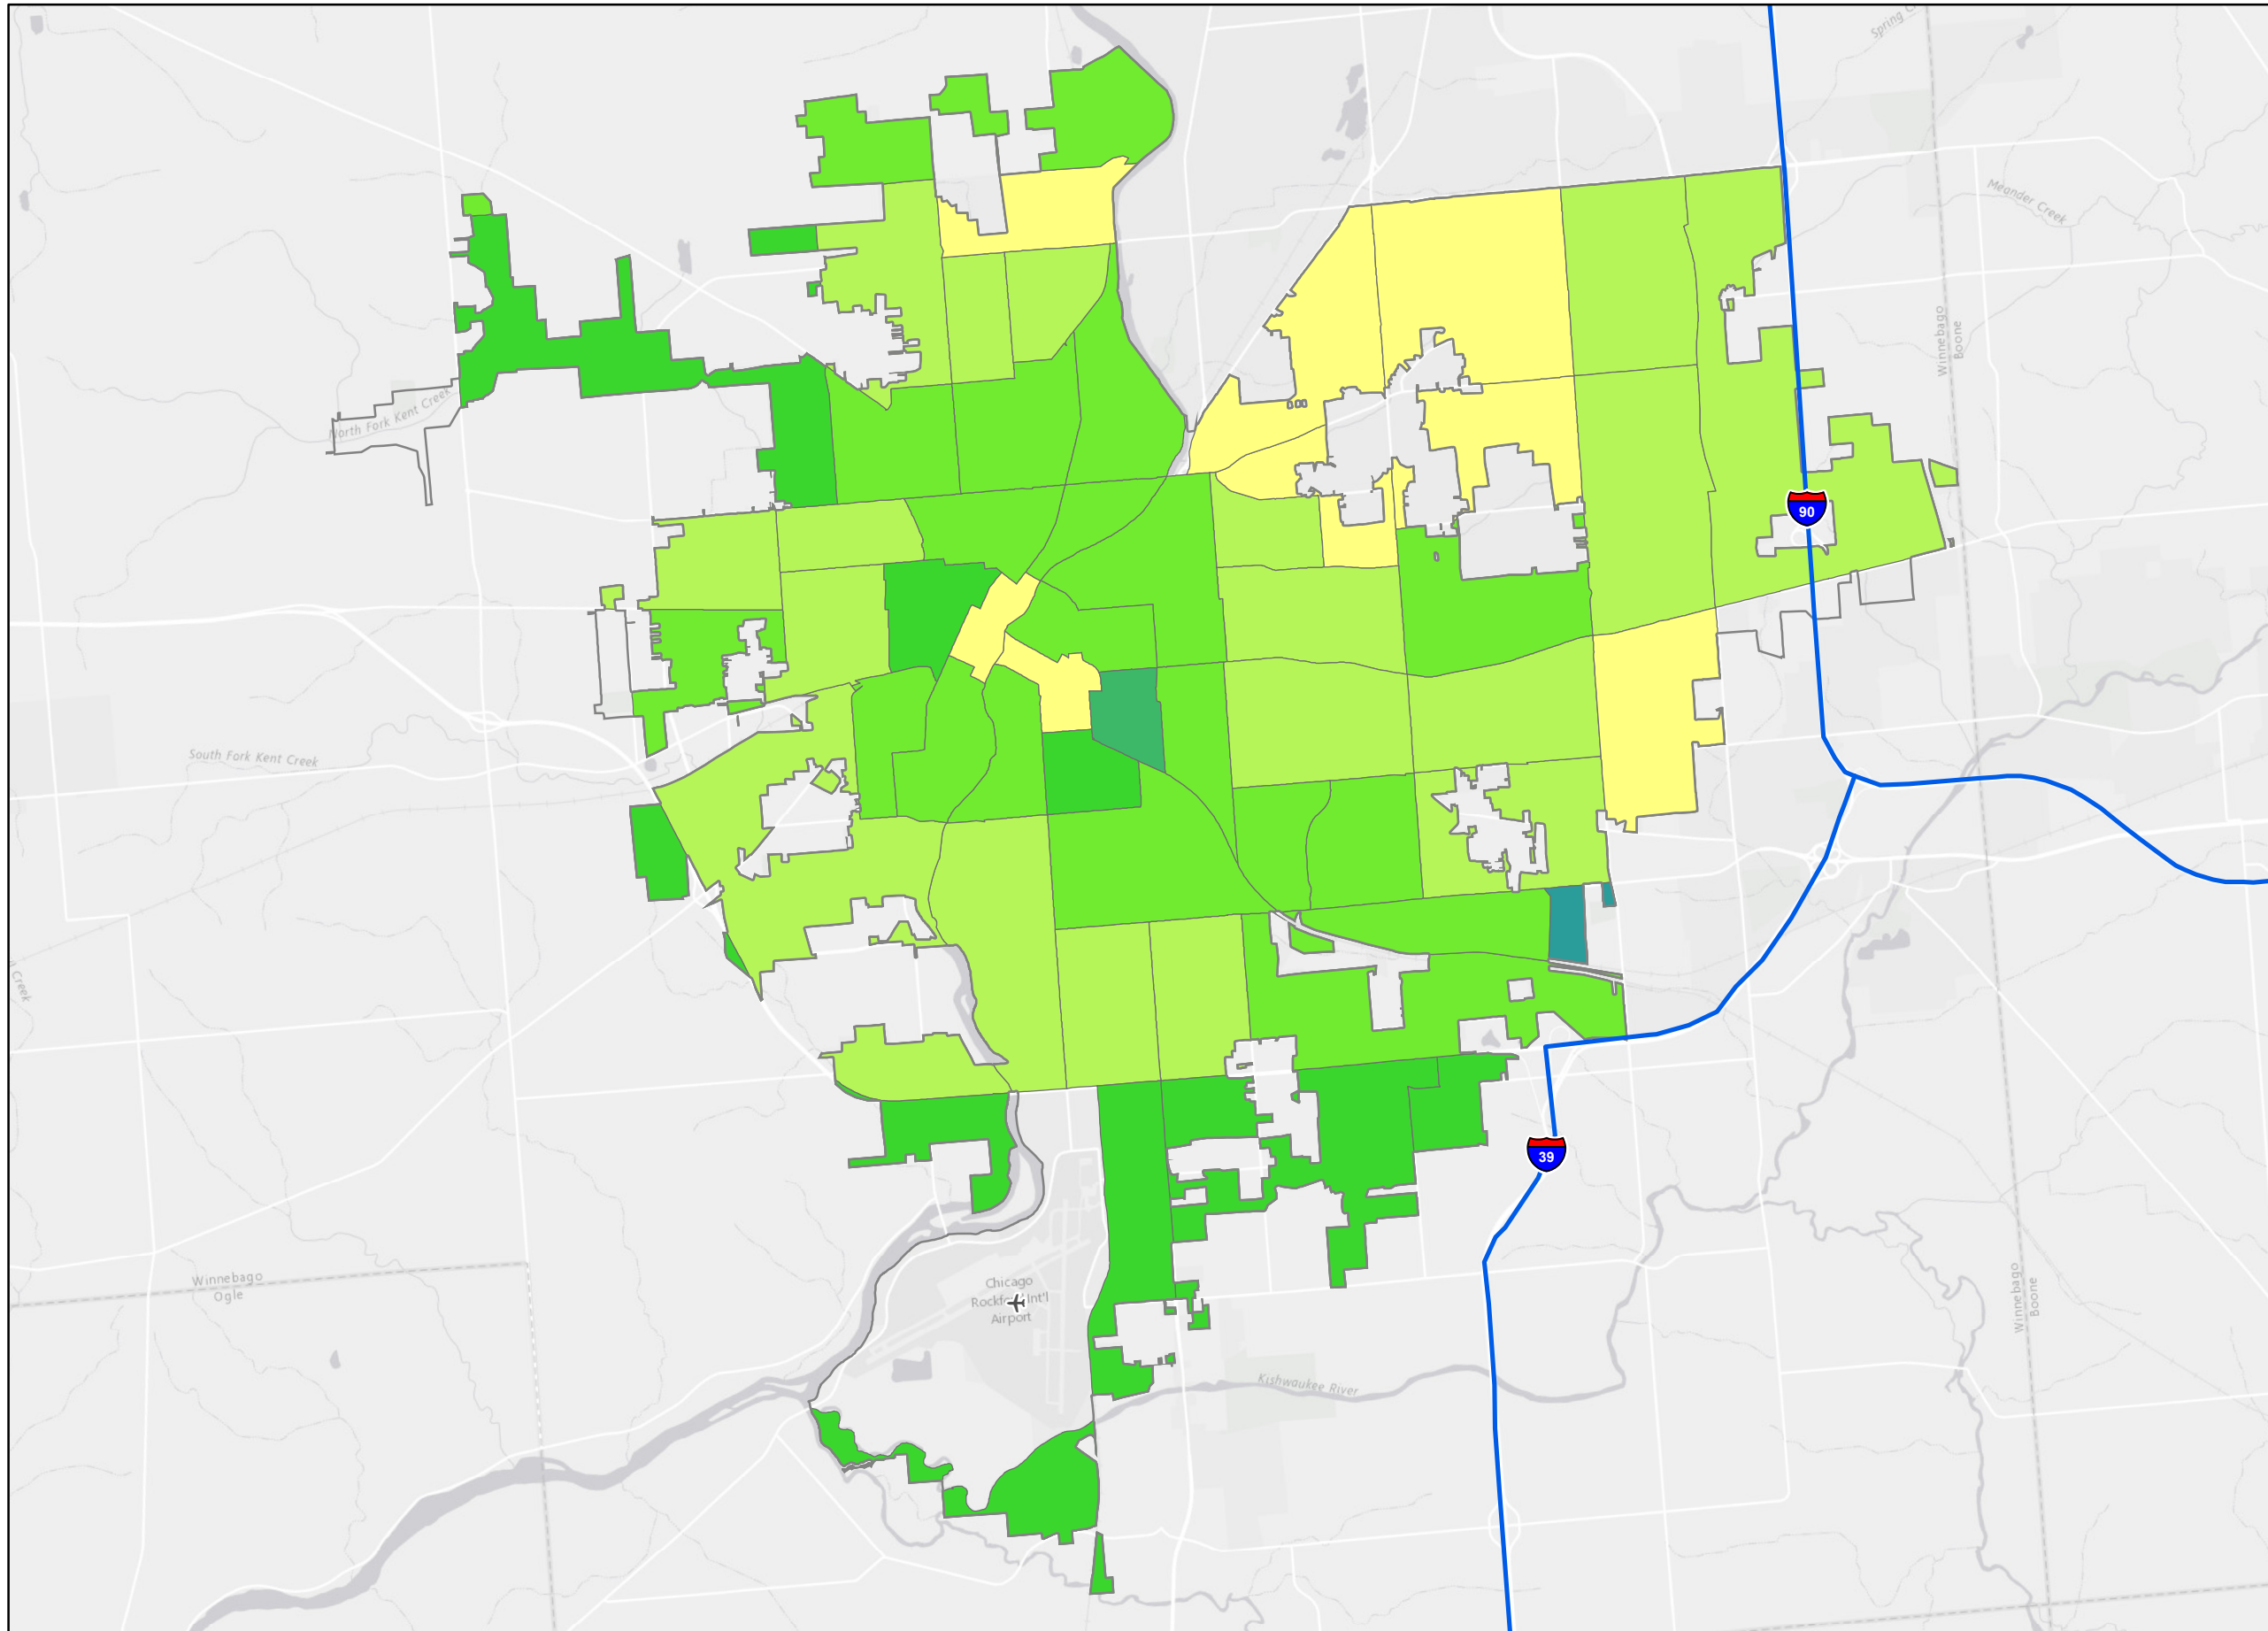 Spring C
Meander Creek
Winnebago
Boone
North Fork Kent Creek
90
South Fork Kent Creek
Creek
39
Winnebago
Ogle
Chicago
Rockford Int'l
Airport
Winnebago
Boone
Kishwaukee River